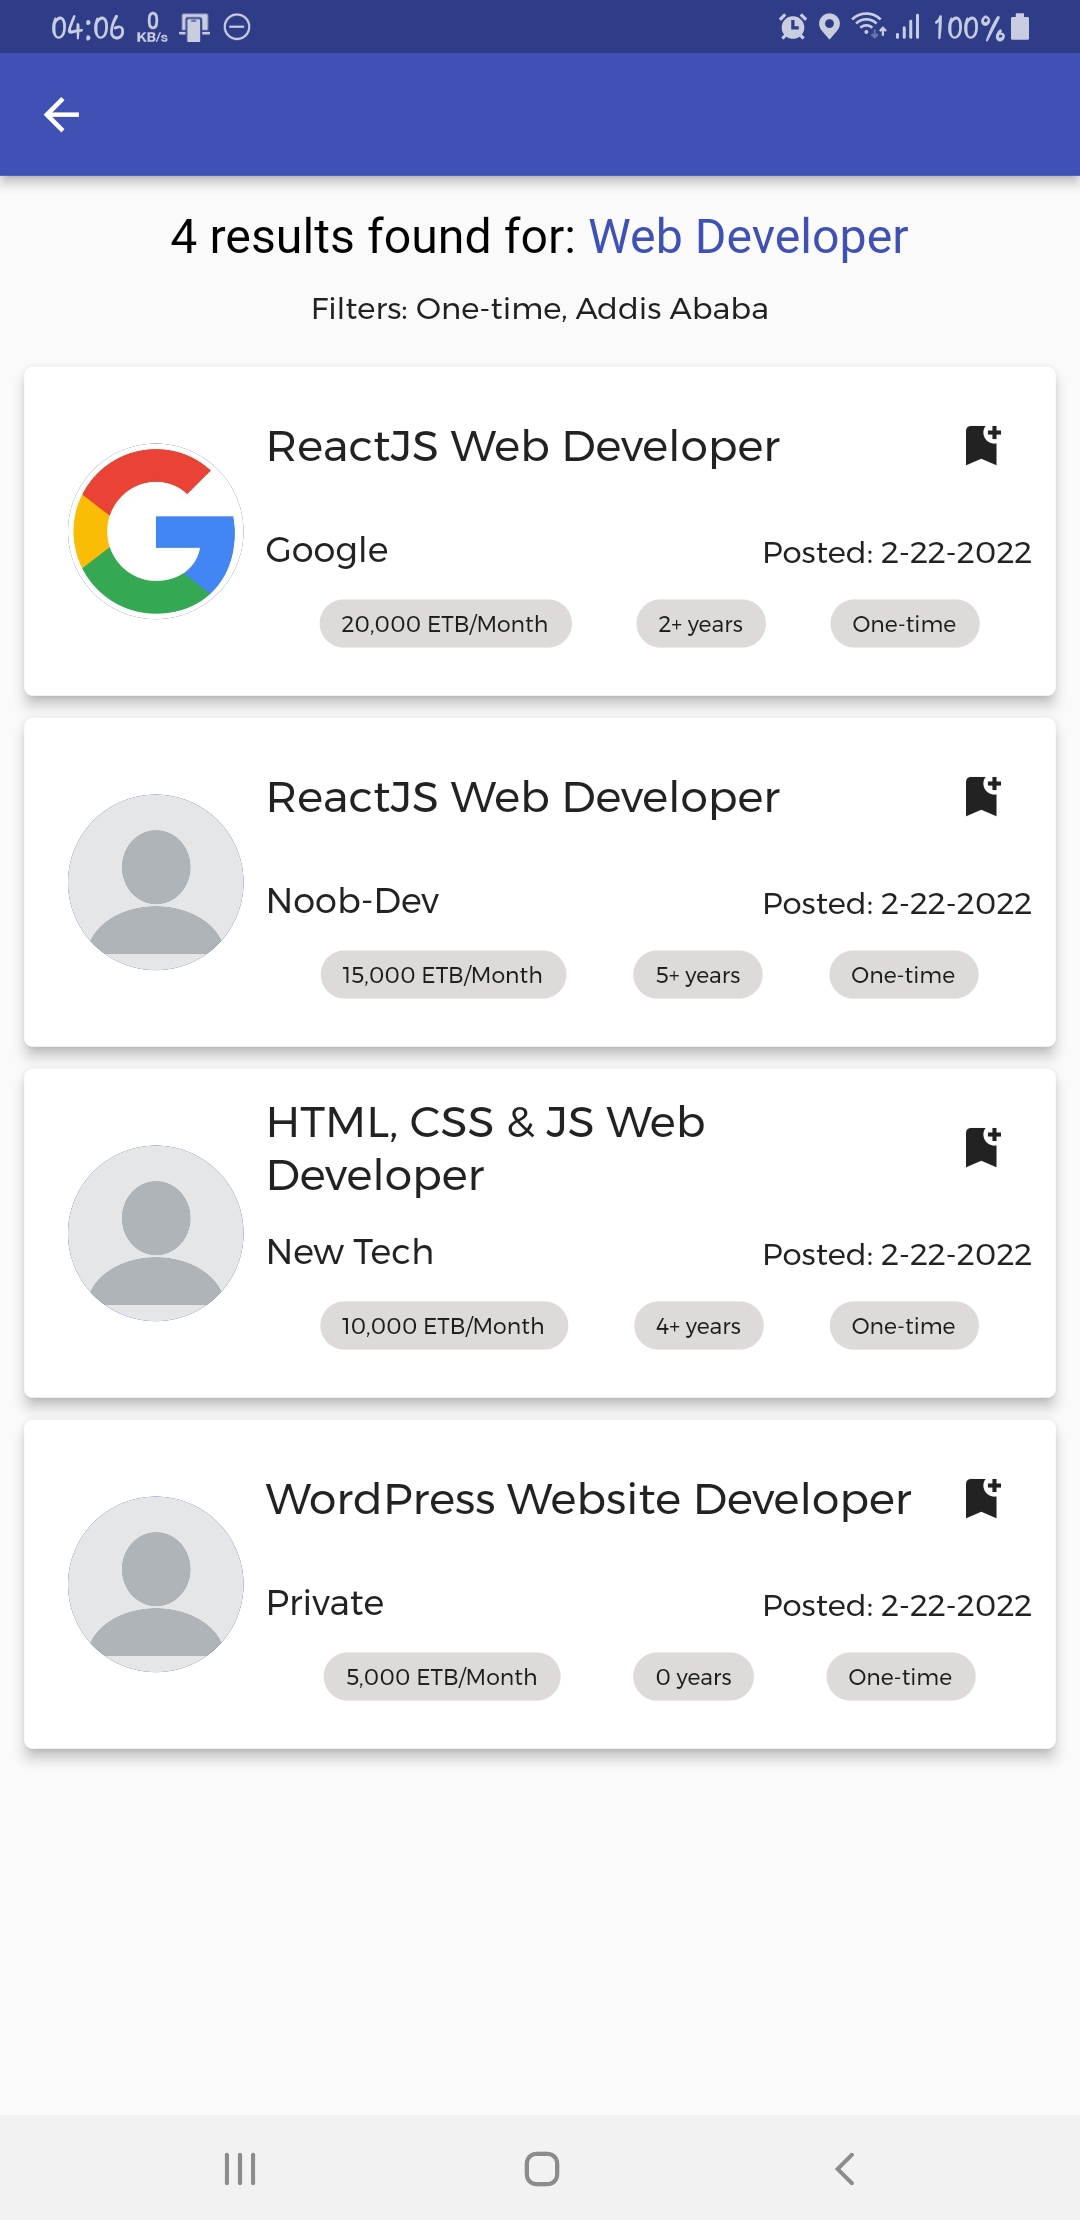 04:06 0 KB/s 100%
4 results found for: Web Developer
Filters: One-time, Addis Ababa
ReactJS Web Developer
Google Posted: 2-22-2022
20,000 ETB/Month 2+ years One-time
ReactJS Web Developer
Noob-Dev Posted: 2-22-2022
15,000 ETB/Month 5+ years One-time
HTML, CSS & JS Web
Developer
New Tech Posted: 2-22-2022
10,000 ETB/Month 4+ years One-time
WordPress Website Developer
Private Posted: 2-22-2022
5,000 ETB/Month 0 years One-time